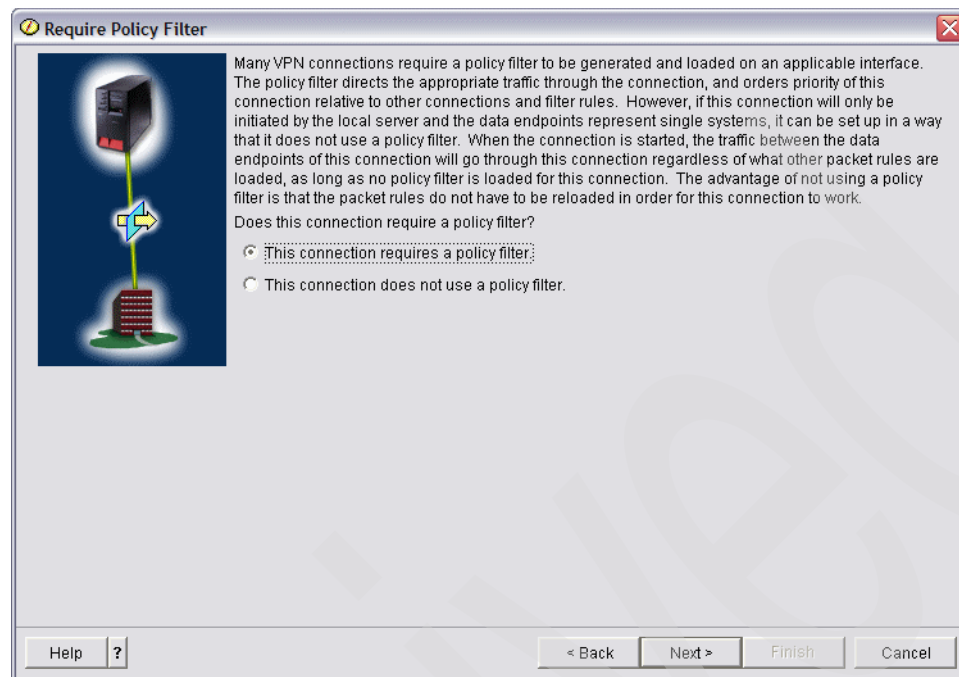 Require Policy Filter
Many VPN connections require a policy filter to be generated and loaded on an applicable interface.
The policy filter directs the appropriate traffic through the connection, and orders priority of this
connection relative to other connections and filter rules. However, if this connection will only be
initiated by the local server and the data endpoints represent single systems, it can be set up in a way
that it does not use a policy filter. When the connection is started, the traffic between the data
endpoints of this connection will go through this connection regardless of what other packet rules are
loaded, as long as no policy filter is loaded for this connection. The advantage of not using a policy
filter is that the packet rules do not have to be reloaded in order for this connection to work.
Does this connection require a policy filter?
This connection requires a policy filter.
This connection does not use a policy filter.
Help ? < Back Next > Finish Cancel